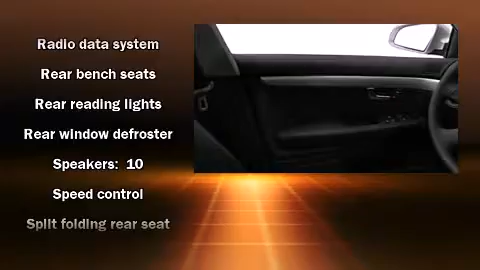 Radio data system
Rear bench seats
Rear reading lights
Rear window defroster
Speakers:  10
Speed control
Split folding rear seat